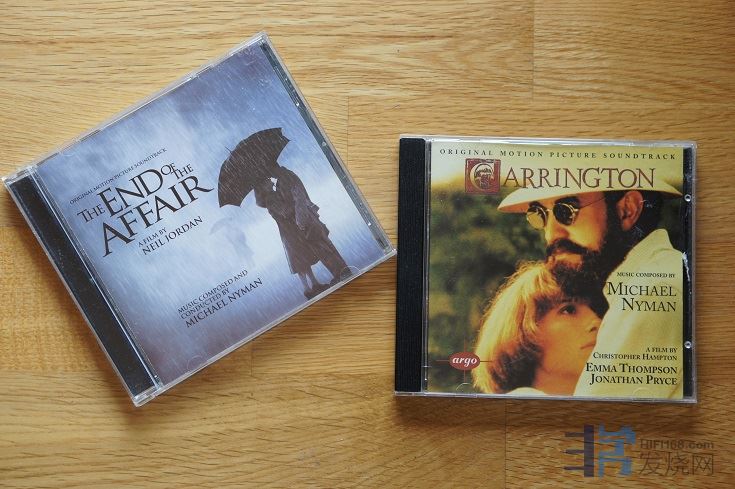 ORIGINAL MOTION PICTURE SOUNDTRACK
THE END OF THE
AFFAIR
A FILM BY
NEIL JORDAN
MUSIC COMPOSED AND
CONDUCTED BY
MICHAEL NYMAN
ORIGINAL MOTION PICTURE SOUNDTRACK
CARRINGTON
MUSIC COMPOSED BY
MICHAEL
NYMAN
argo
A FILM BY
CHRISTOPHER HAMPTON
EMMA THOMPSON
JONATHAN PRYCE
HIFI168.com
发烧网